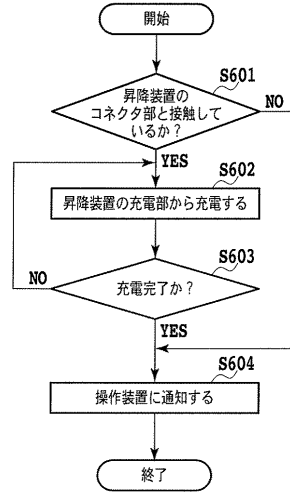 開始
S601
昇降装置の
コネクタ部と接触して
いるか？
NO
YES
S602
昇降装置の充電部から充電する
S603
充電完了か？
NO
YES
S604
操作装置に通知する
終了